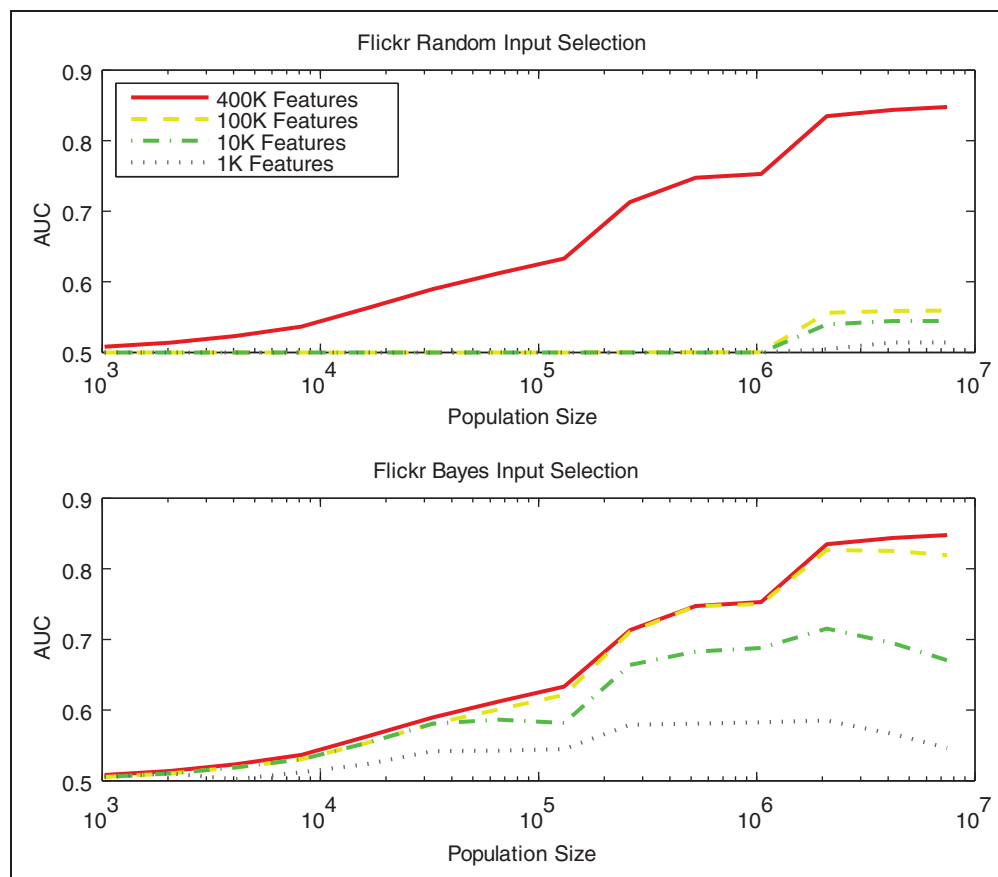 Flickr Random Input Selection
0.9
0.8
0.7
0.6
0.5
AUC
400K Features
100K Features
10K Features
1K Features
10^3 10^4 10^5 10^6 10^7
Population Size
Flickr Bayes Input Selection
0.9
0.8
0.7
0.6
0.5
AUC
10^3 10^4 10^5 10^6 10^7
Population Size